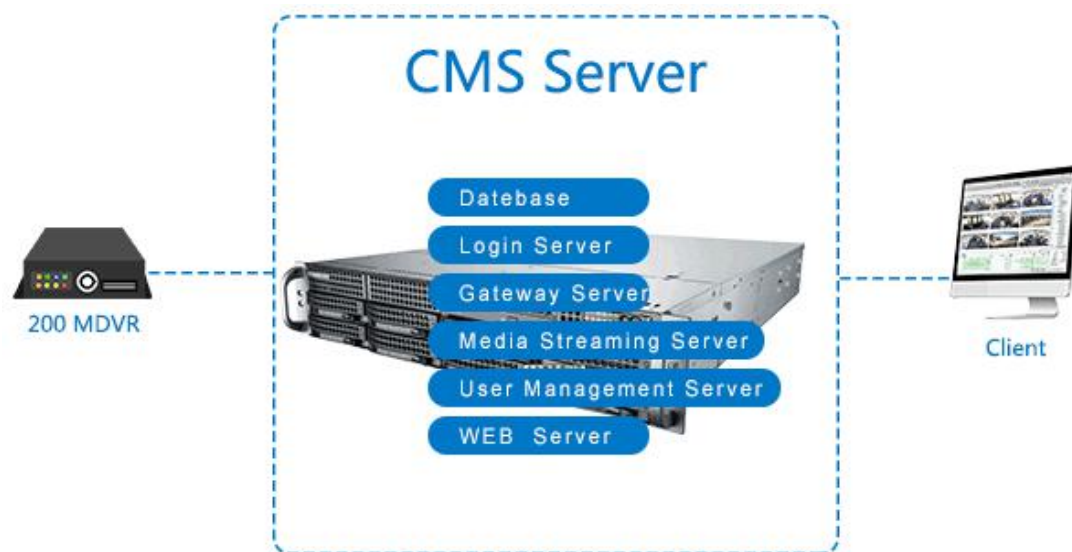 CMS Server
Datebase
Login Server
Gateway Server
Media Streaming Server
User Management Server
WEB Server
200 MDVR
Client